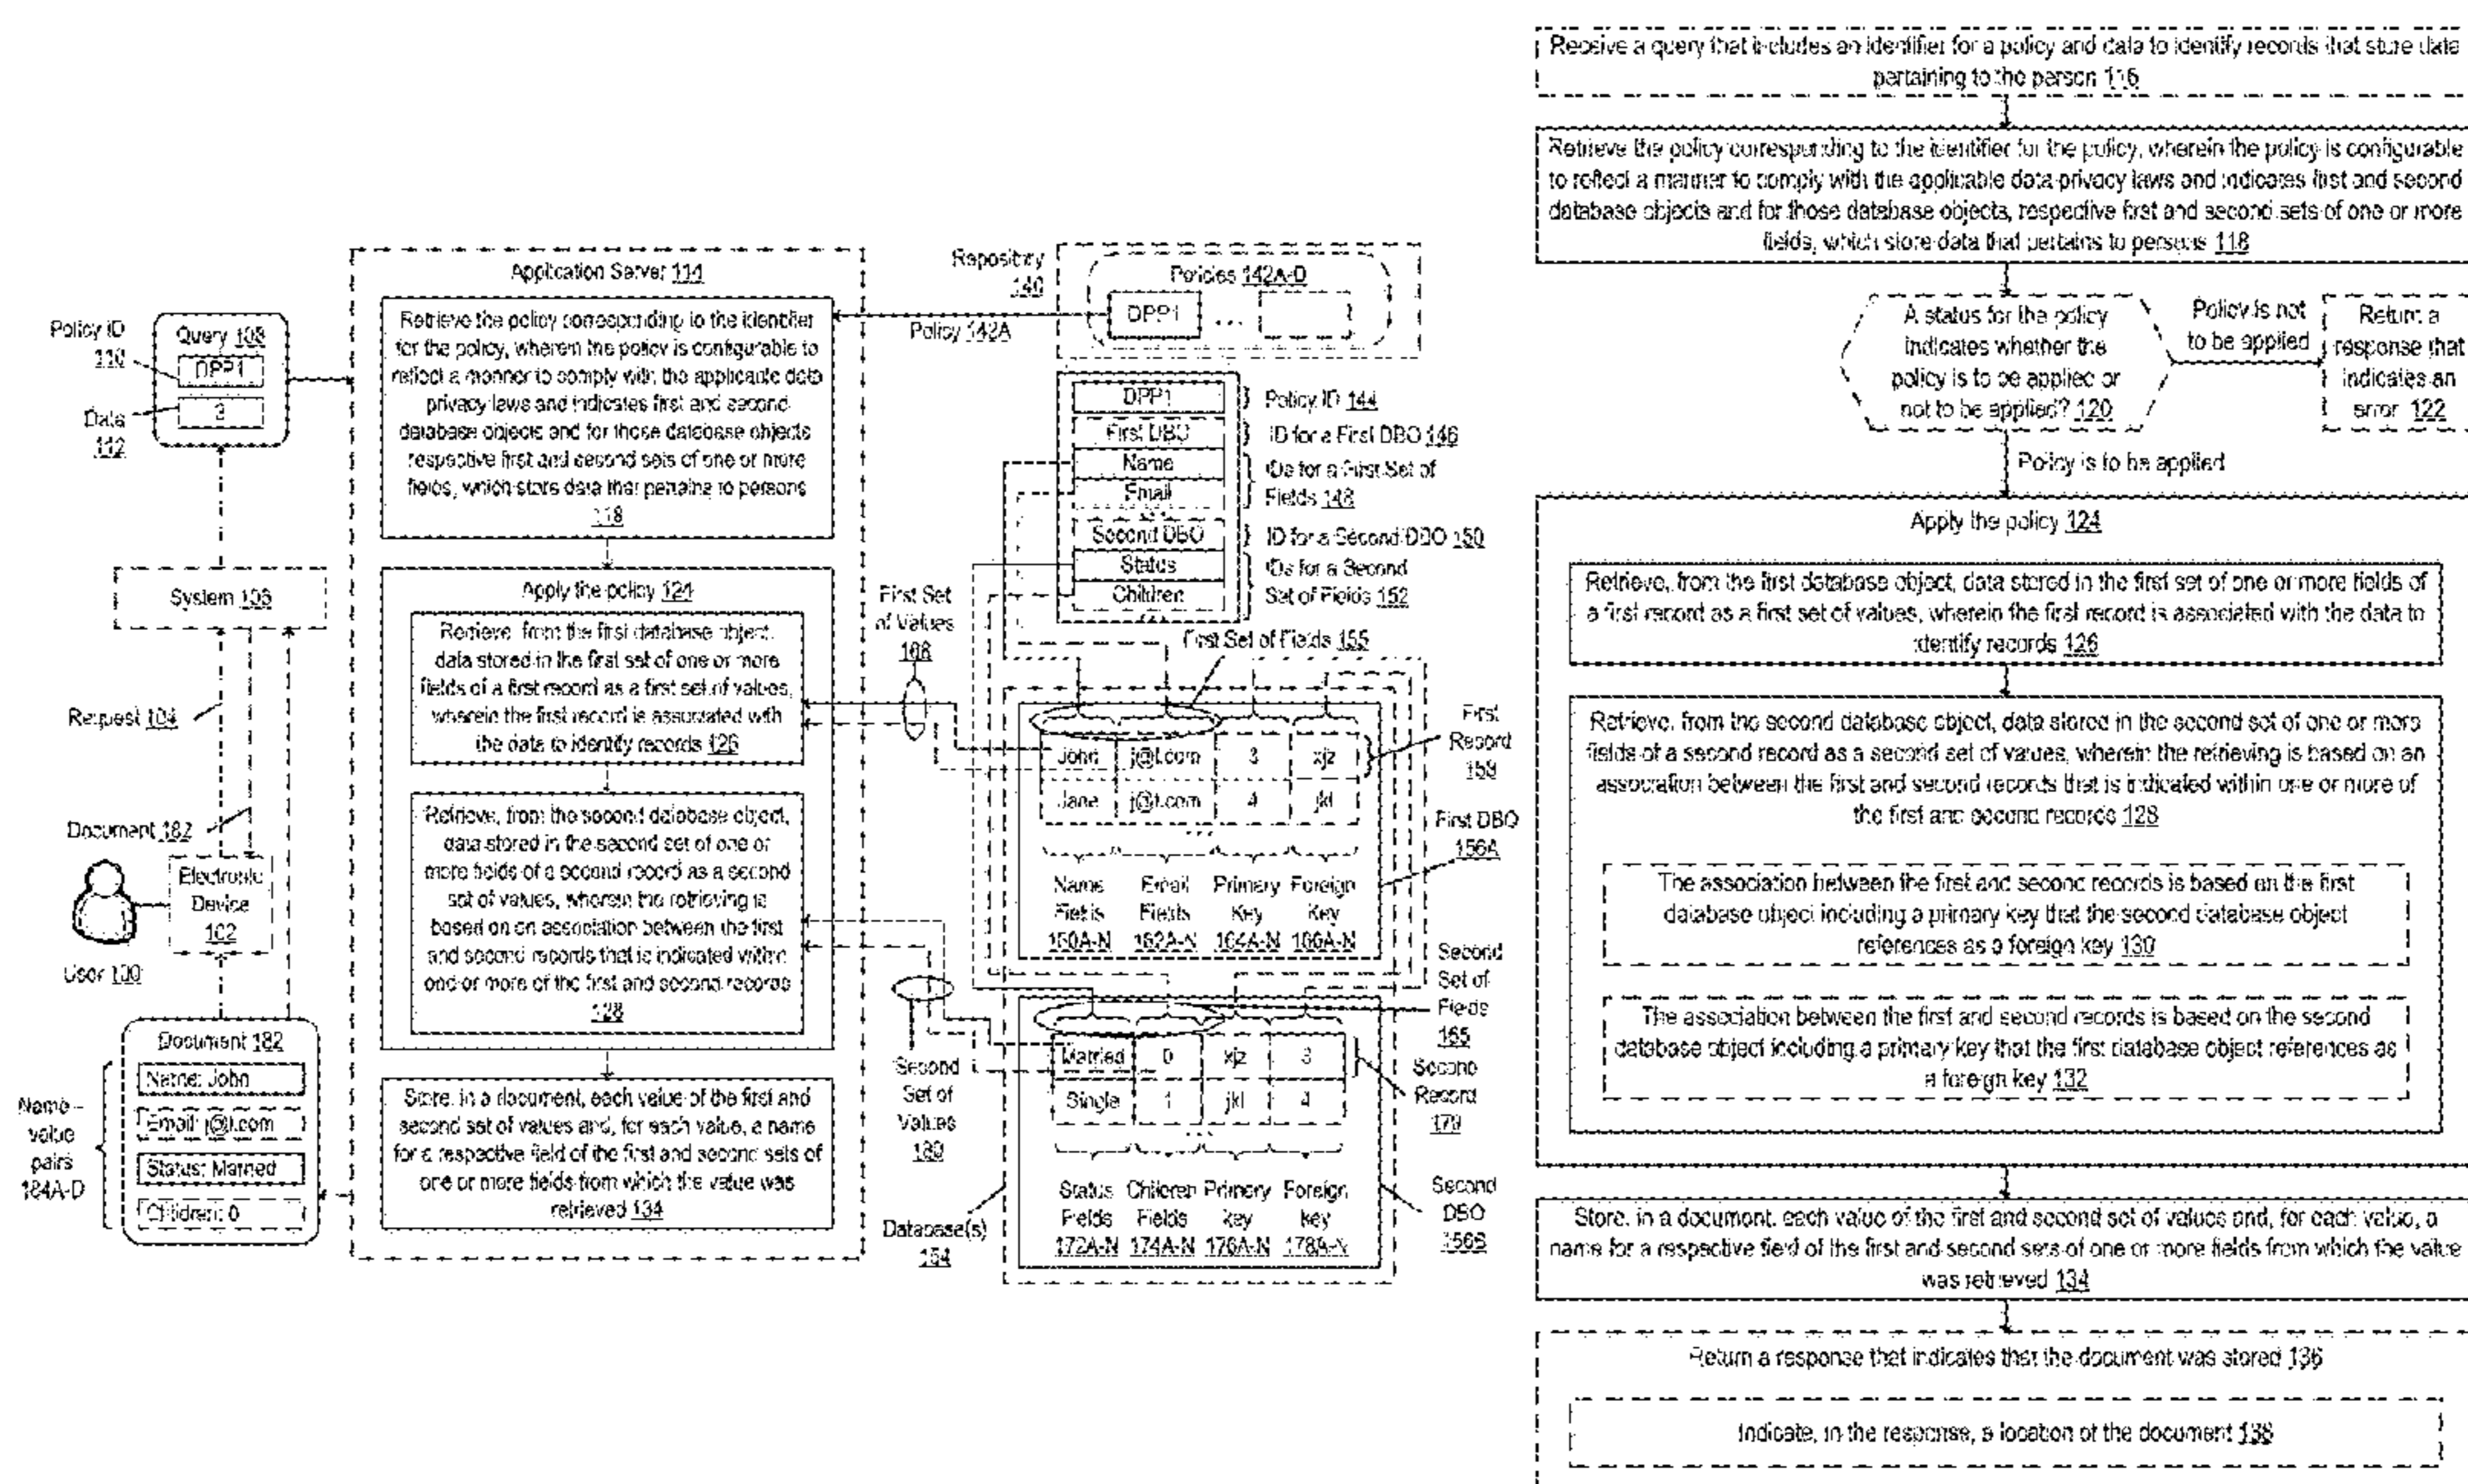 Policy ID
110
Query 108
DPP1
3
Data
112
System 106
Request 104
Document 182
Electronic
Device
102
User 100
Document 182
Name: John
Email: j@t.com
Status: Married
Children: 0
Name –
value
pairs
184A-D
Application Server 114
Retrieve the policy corresponding to the identifier
for the policy, wherein the policy is configurable to
reflect a manner to comply with the applicable data
privacy laws and indicates first and second
database objects and for those database objects
respective first and second sets of one or more
fields, which store data that pertains to persons
118
Apply the policy 124
Retrieve, from the first database object,
data stored in the first set of one or more
fields of a first record as a first set of values,
wherein the first record is associated with
the data to identify records 126
Retrieve, from the second database object,
data stored in the second set of one or
more fields of a second record as a second
set of values, wherein the retrieving is
based on an association between the first
and second records that is indicated within
one or more of the first and second records
128
Store, in a document, each value of the first and
second set of values and, for each value, a name
for a respective field of the first and second sets of
one or more fields from which the value was
retrieved 134
Repository
140
Policies 142A-D
DPP1
...
Policy 142A
DPP1
First DBO
Name
Email
...
Second DBO
Status
Children
...
Policy ID 144
ID for a First DBO 146
IDs for a First Set of
Fields 148
ID for a Second DBO 150
IDs for a Second
Set of Fields 152
First Set
of Values
168
First Set of Fields 155
John j@t.com 3 xjz
Jane j@t.com 4 jkl
...
Name Email Primary Foreign
Fields Fields Key Key
160A-N 162A-N 164A-N 166A-N
First
Record
158
First DBO
156A
Second
Set of
Fields
165
Married 0 xjz 3
Single 1 jkl 4
...
Status Children Primary Foreign
Fields Fields key key
172A-N 174A-N 176A-N 178A-N
Second
Record
170
Second
DBO
156B
Second
Set of
Values
180
Database(s)
154
Receive a query that includes an identifier for a policy and data to identify records that store data
pertaining to the person 116
Retrieve the policy corresponding to the identifier for the policy, wherein the policy is configurable
to reflect a manner to comply with the applicable data privacy laws and indicates first and second
database objects and for those database objects, respective first and second sets of one or more
fields, which store data that pertains to persons 118
A status for the policy
indicates whether the
policy is to be applied or
not to be applied? 120
Policy is not
to be applied
Return a
response that
indicates an
error 122
Policy is to be applied
Apply the policy 124
Retrieve, from the first database object, data stored in the first set of one or more fields of
a first record as a first set of values, wherein the first record is associated with the data to
identify records 126
Retrieve, from the second database object, data stored in the second set of one or more
fields of a second record as a second set of values, wherein the retrieving is based on an
association between the first and second records that is indicated within one or more of
the first and second records 128
The association between the first and second records is based on the first
database object including a primary key that the second database object
references as a foreign key 130
The association between the first and second records is based on the second
database object including a primary key that the first database object references as
a foreign key 132
Store, in a document, each value of the first and second set of values and, for each value, a
name for a respective field of the first and second sets of one or more fields from which the value
was retrieved 134
Return a response that indicates that the document was stored 136
Indicate, in the response, a location of the document 138